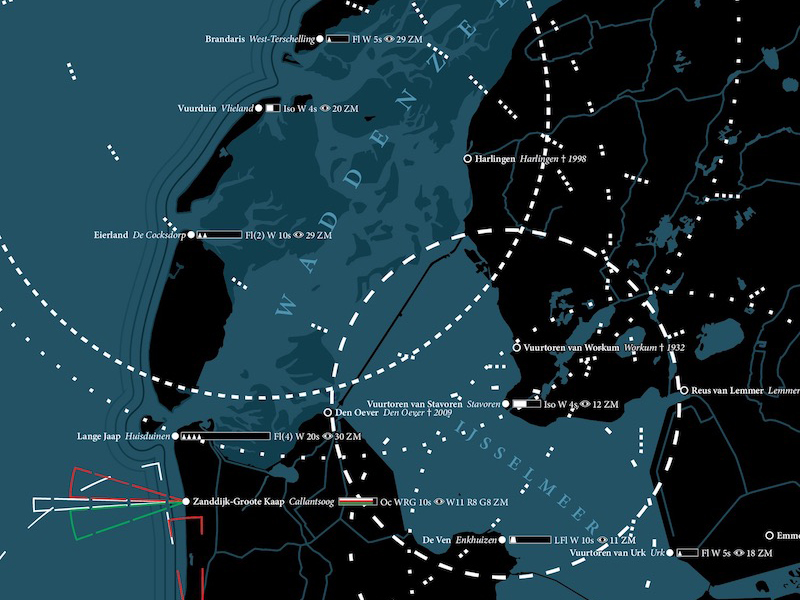 Brandaris West-Terschelling Fl W 5s 29 ZM
Vuurduin Vlieland Iso W 4s 20 ZM
WADDENZEE
Harlingen Harlingen † 1998
Eierland De Cocksdorp Fl(2) W 10s 29 ZM
Vuurtoren van Workum Workum † 1932
Reus van Lemmer Lemmer
Vuurtoren van Stavoren Stavoren Iso W 4s 12 ZM
Den Oever Den Oever † 2009
Lange Jaap Huisduinen Fl(4) W 20s 30 ZM
IJSSELMEER
Zanddijk-Groote Kaap Callantsoog Oc WRG 10s W11 R8 G8 ZM
De Ven Enkhuizen LFl W 10s 11 ZM
Emme
Vuurtoren van Urk Urk Fl W 5s 18 ZM